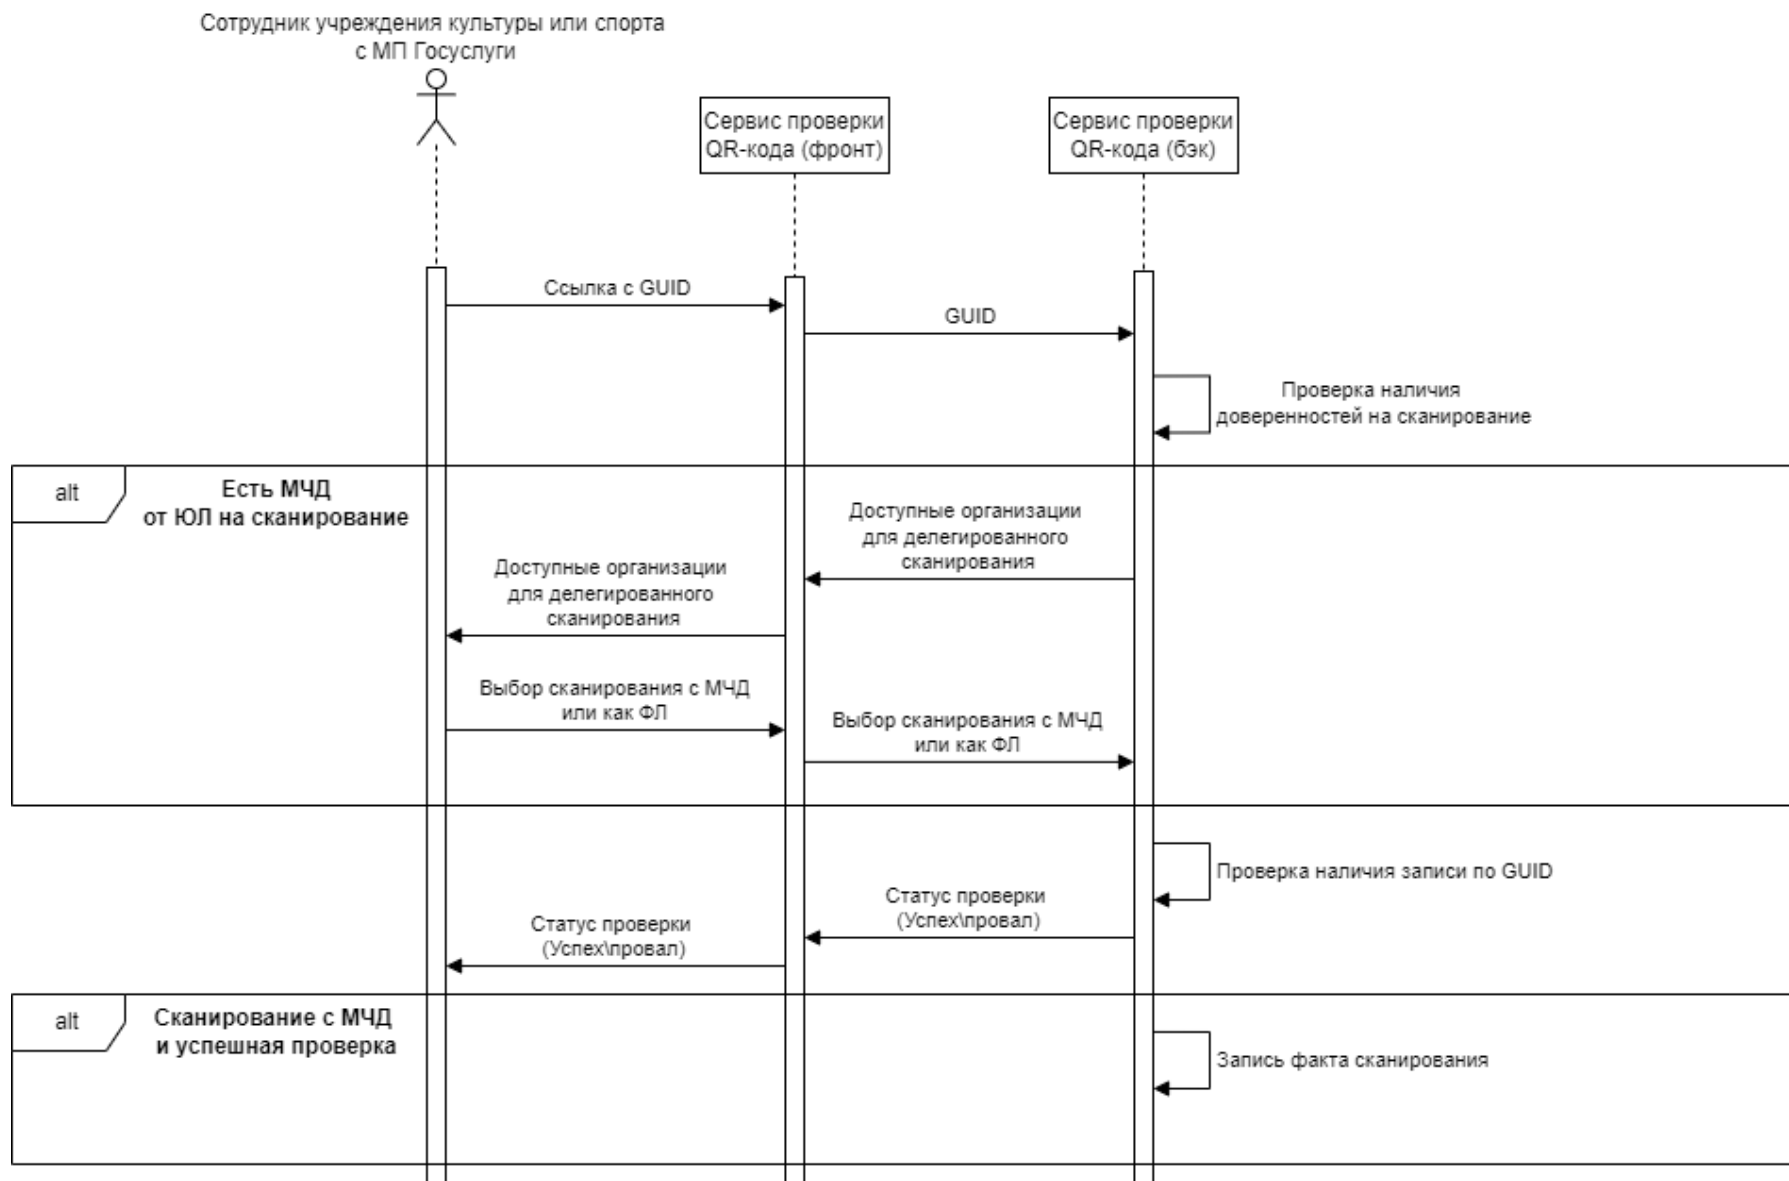 Сотрудник учреждения культуры или спорта
с МП Госуслуги
Сервис проверки
QR-кода (фронт)
Сервис проверки
QR-кода (бэк)
Ссылка с GUID
GUID
Проверка наличия
доверенностей на сканирование
alt
Есть МЧД
от ЮЛ на сканирование
Доступные организации
для делегированного
сканирования
Доступные организации
для делегированного
сканирования
Выбор сканирования с МЧД
или как ФЛ
Выбор сканирования с МЧД
или как ФЛ
Проверка наличия записи по GUID
Статус проверки
(Успех\провал)
Статус проверки
(Успех\провал)
alt
Сканирование с МЧД
и успешная проверка
Запись факта сканирования